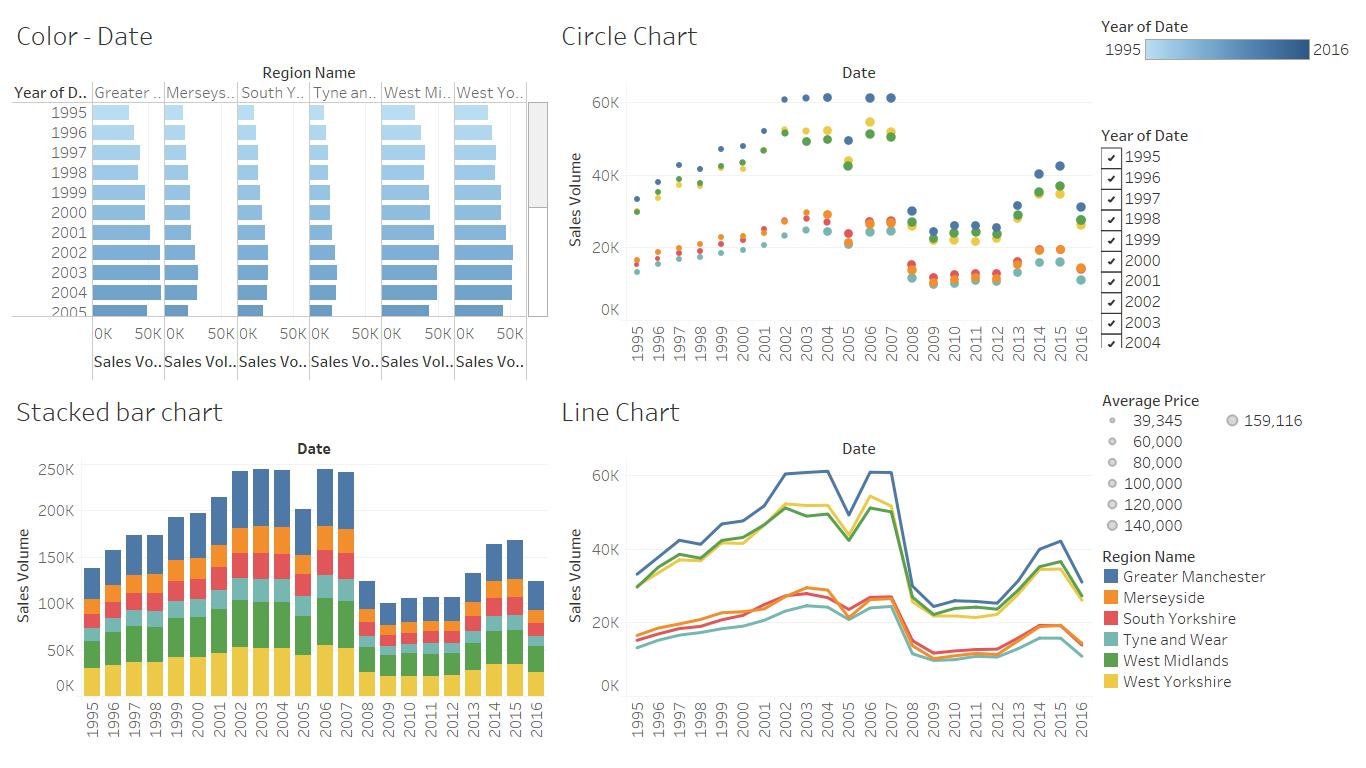 Color - Date
Region Name
Year of D.. Greater .. Merseys.. South Y.. Tyne an.. West Mi.. West Yo..
1995
1996
1997
1998
1999
2000
2001
2002
2003
2004
2005
0K 50K 0K 50K 0K 50K 0K 50K 0K 50K 0K 50K
Sales Vo.. Sales Vo.. Sales Vo.. Sales Vo.. Sales Vo.. Sales Vo..
Circle Chart
Date
Sales Volume
60K
40K
20K
0K
1995 1996 1997 1998 1999 2000 2001 2002 2003 2004 2005 2006 2007 2008 2009 2010 2011 2012 2013 2014 2015 2016
Year of Date
1995 2016
Year of Date
1995
1996
1997
1998
1999
2000
2001
2002
2003
2004
Stacked bar chart
Date
Sales Volume
250K
200K
150K
100K
50K
0K
1995 1996 1997 1998 1999 2000 2001 2002 2003 2004 2005 2006 2007 2008 2009 2010 2011 2012 2013 2014 2015 2016
Line Chart
Date
Sales Volume
60K
40K
20K
0K
1995 1996 1997 1998 1999 2000 2001 2002 2003 2004 2005 2006 2007 2008 2009 2010 2011 2012 2013 2014 2015 2016
Average Price
39,345 159,116
60,000
80,000
100,000
120,000
140,000
Region Name
Greater Manchester
Merseyside
South Yorkshire
Tyne and Wear
West Midlands
West Yorkshire